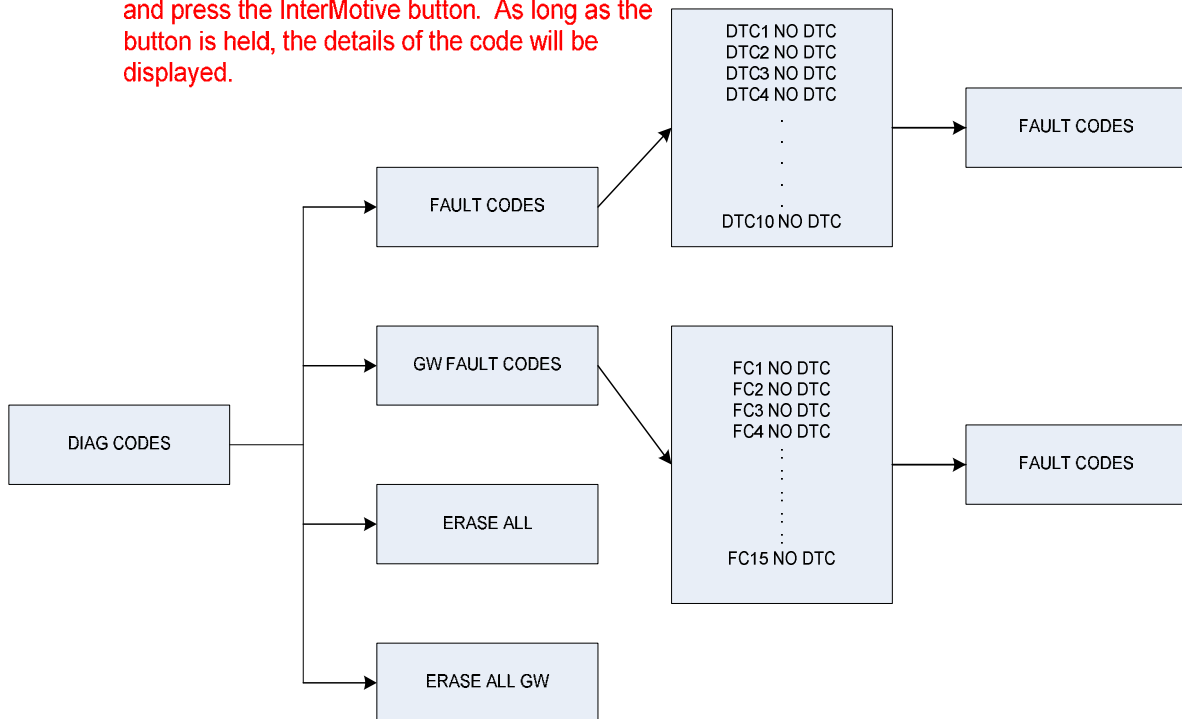 and press the InterMotive button.  As long as the
button is held, the details of the code will be
displayed.
DTC1 NO DTC
DTC2 NO DTC
DTC3 NO DTC
DTC4 NO DTC
.
.
.
.
.
DTC10 NO DTC
FAULT CODES
FAULT CODES
GW FAULT CODES
FC1 NO DTC
FC2 NO DTC
FC3 NO DTC
FC4 NO DTC
.
.
.
.
.
.
FC15 NO DTC
DIAG CODES
FAULT CODES
ERASE ALL
ERASE ALL GW